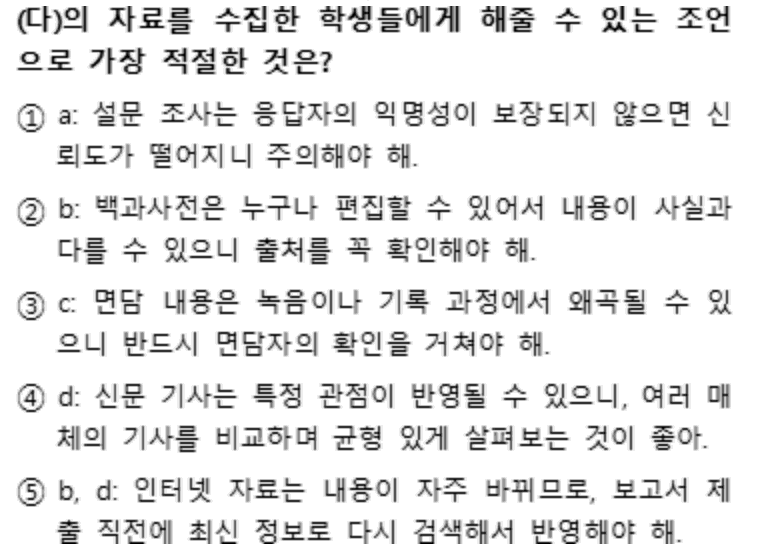 (다)의 자료를 수집한 학생들에게 해줄 수 있는 조언
으로 가장 적절한 것은?
① a: 설문 조사는 응답자의 익명성이 보장되지 않으면 신
뢰도가 떨어지니 주의해야 해.
② b: 백과사전은 누구나 편집할 수 있어서 내용이 사실과
다를 수 있으니 출처를 꼭 확인해야 해.
③ c: 면담 내용은 녹음이나 기록 과정에서 왜곡될 수 있
으니 반드시 면담자의 확인을 거쳐야 해.
④ d: 신문 기사는 특정 관점이 반영될 수 있으니, 여러 매
체의 기사를 비교하며 균형 있게 살펴보는 것이 좋아.
⑤ b, d: 인터넷 자료는 내용이 자주 바뀌므로, 보고서 제
출 직전에 최신 정보로 다시 검색해서 반영해야 해.